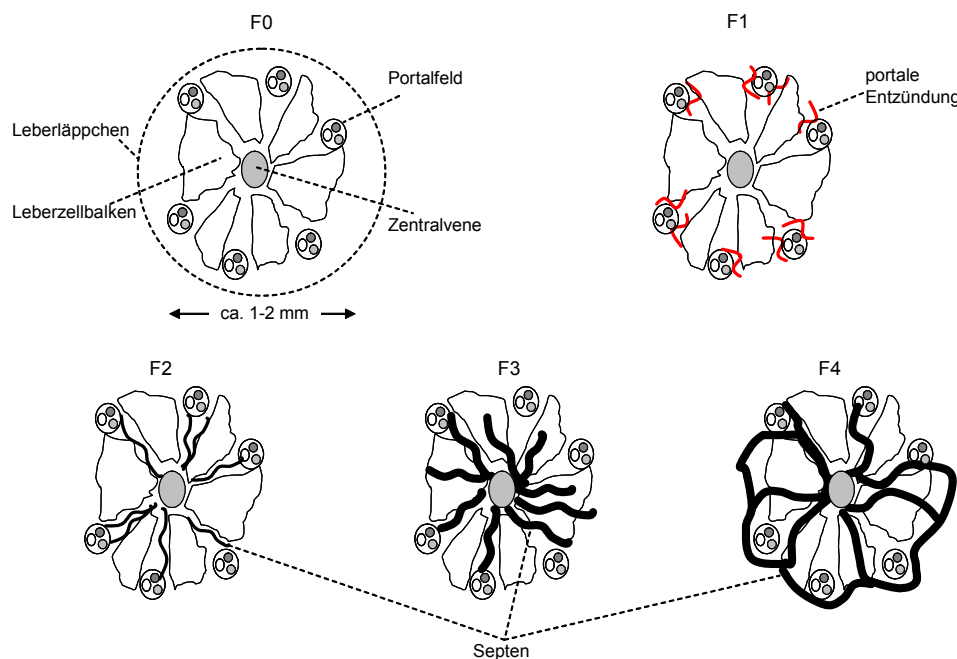 F0
F1
Portalfeld
portale
Entzündung
Leberläppchen
Leberzellbalken
Zentralvene
ca. 1-2 mm
F2
F3
F4
Septen